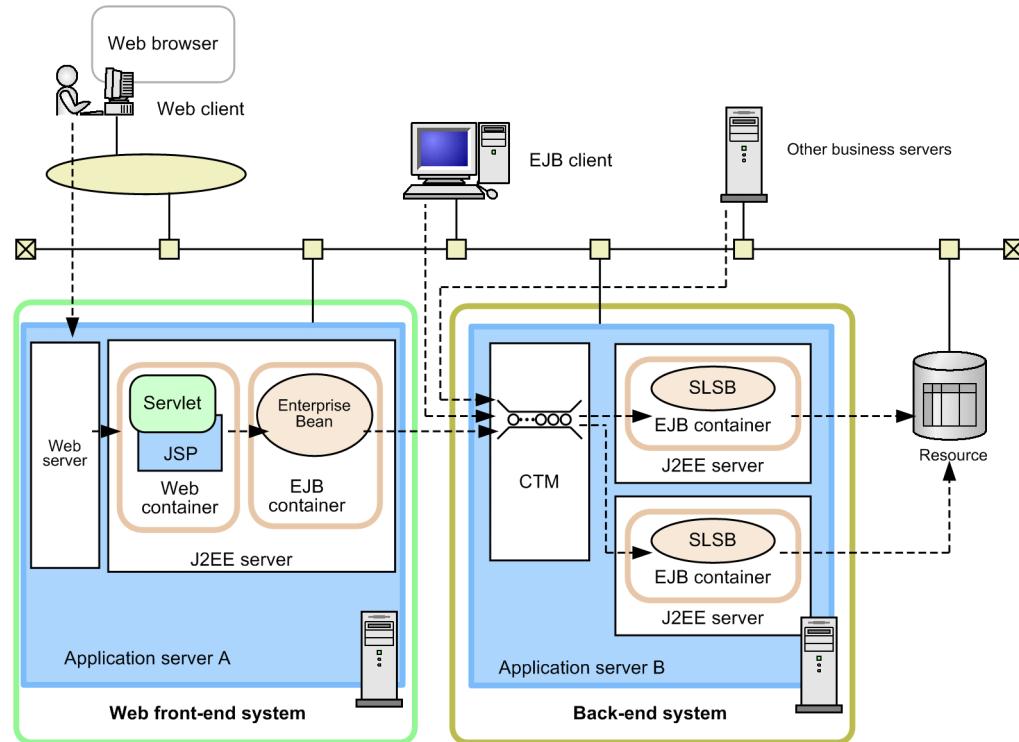 Web browser
Web client
EJB client
Other business servers
Servlet
JSP
Web
container
Enterprise
Bean
EJB
container
Web
server
J2EE server
Application server A
Web front-end system
CTM
SLSB
EJB container
J2EE server
SLSB
EJB container
J2EE server
Application server B
Back-end system
Resource